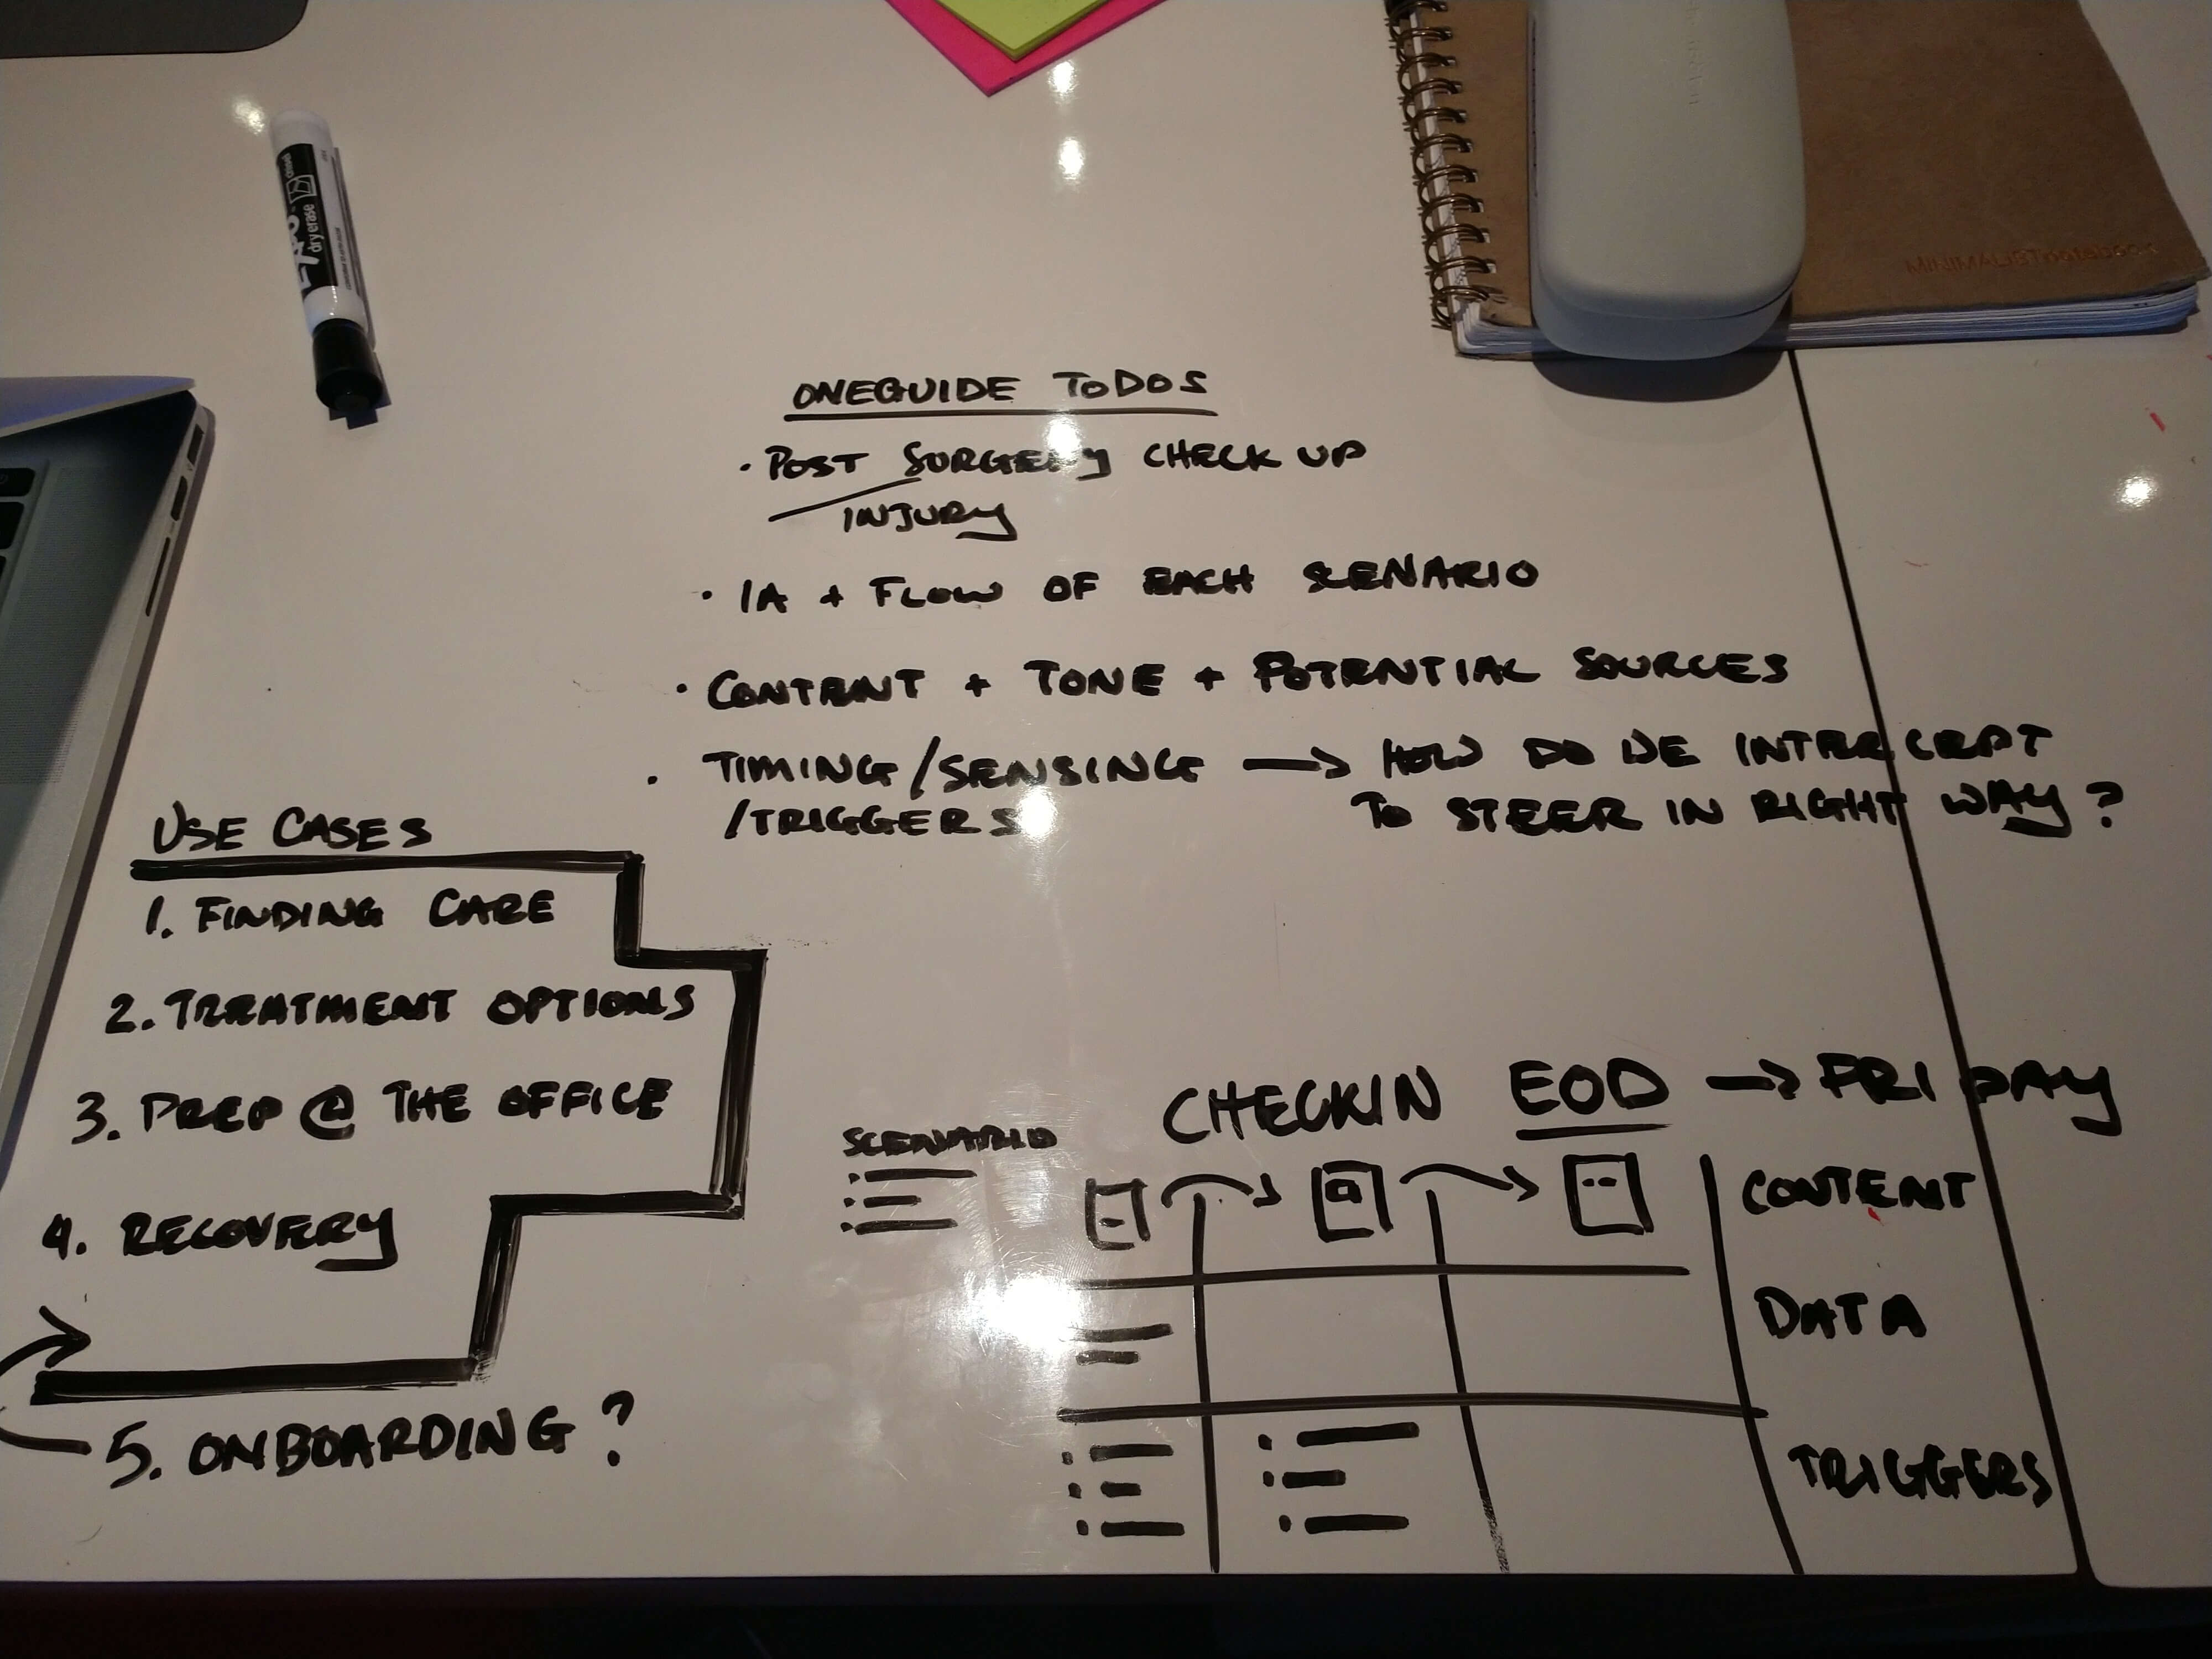 EXPO
dry erase
MINIMALISTnotebook
ONEGUIDE TODOS
· POST SURGERY CHECK UP
/ INJURY
· IA + FLOW OF EACH SCENARIO
· CONTENT + TONE + POTENTIAL SOURCES
· TIMING/SENSING → HOW DO WE INTERCEPT
/TRIGGERS TO STEER IN RIGHT WAY?
USE CASES
1. FINDING CARE
2. TREATMENT OPTIONS
3. PREP @ THE OFFICE
4. RECOVERY
5. ONBOARDING?
CHECKIN EOD → FRIDAY
SCENARIO
CONTENT
DATA
TRIGGERS